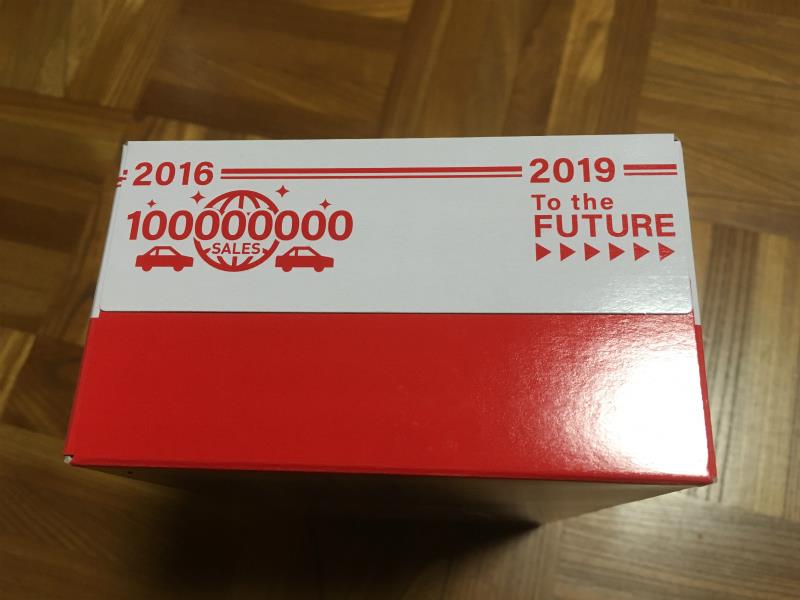 2016
100000000
SALES
2019
To the
FUTURE